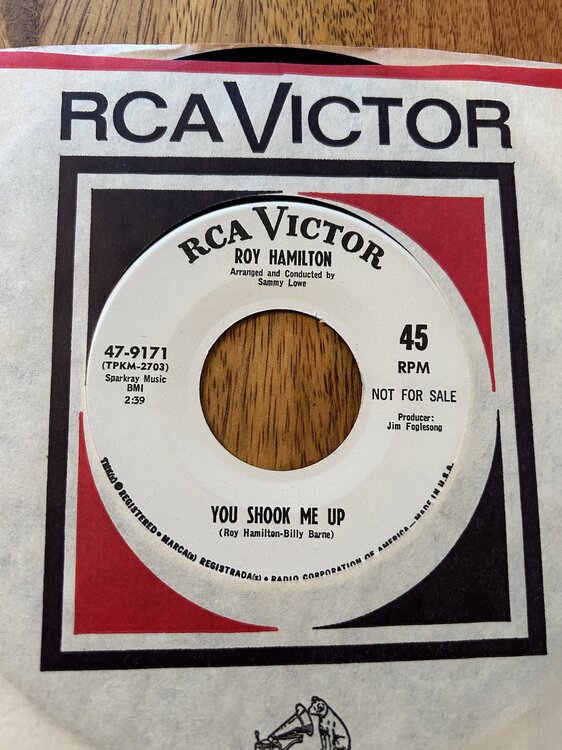 RCA VICTOR
RCA VICTOR
ROY HAMILTON
Arranged and Conducted by
Sammy Lowe
47-9171
(TPKM-2703)
Sparkray Music
BMI
2:39
45
RPM
NOT FOR SALE
Producer:
Jim Foglesong
YOU SHOOK ME UP
(Roy Hamilton-Billy Barne)
TMK(s) ® REGISTERED • MARCA(s) REGISTRADA(s) • RADIO CORPORATION OF AMERICA—MADE IN U.S.A.